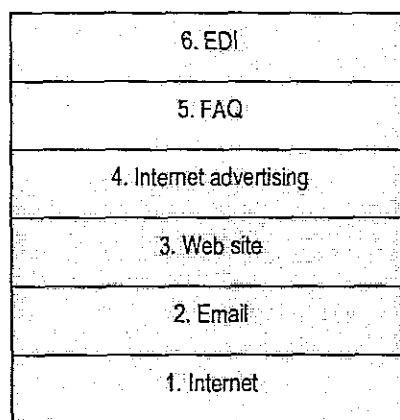 6. EDI
5. FAQ
4. Internet advertising
3. Web site
2. Email
1. Internet